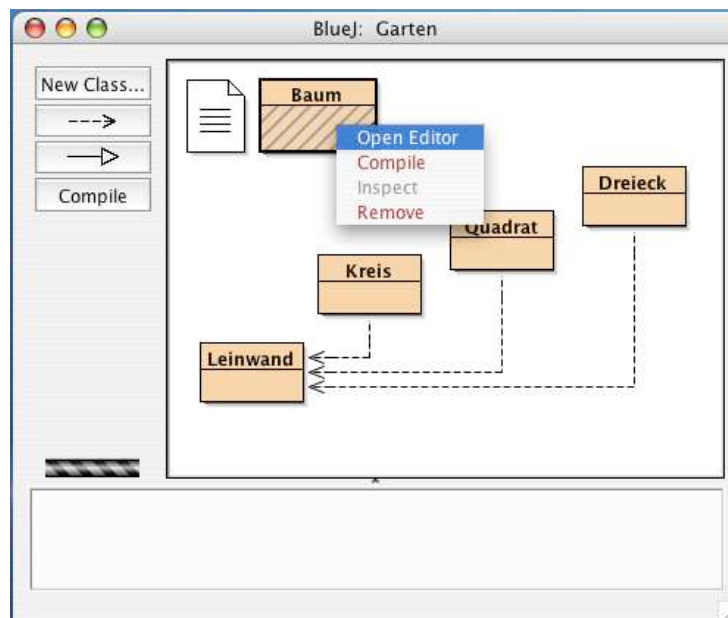 BlueJ: Garten
New Class...
Compile
Baum
Open Editor
Compile
Inspect
Remove
Dreieck
Quadrat
Kreis
Leinwand